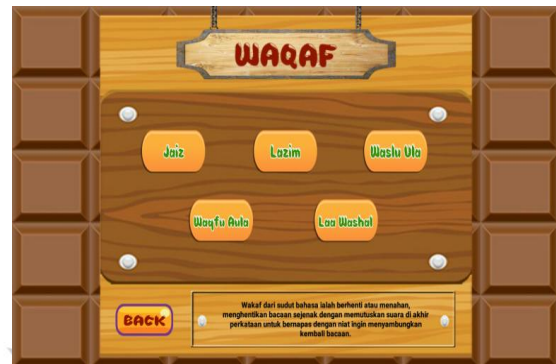 WAQAF
Jaiz
Lazim
Waslu Ula
Waqfu Aula
Laa Washal
BACK
Wakaf dari sudut bahasa ialah berhenti atau menahan,
menghentikan bacaan sejenak dengan memutuskan suara di akhir
perkataan untuk bernapas dengan niat ingin menyambungkan
kembali bacaan.